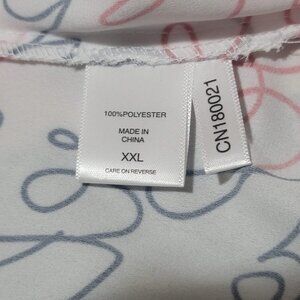 100%POLYESTER
MADE IN
CHINA
XXL
CARE ON REVERSE
CN180021